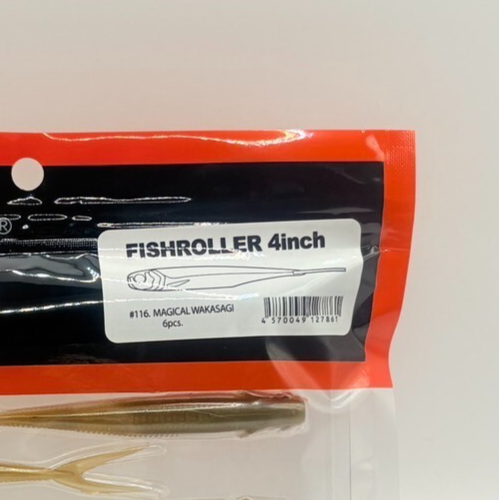 ®
FISHROLLER 4inch
#116. MAGICAL WAKASAGI
6pcs.
4 570049 127861